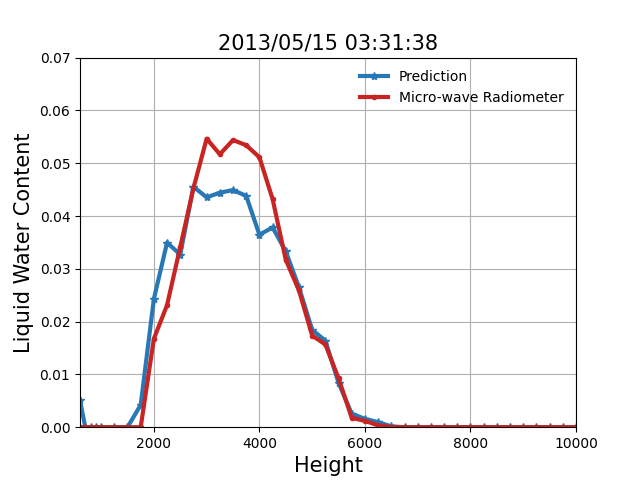 2013/05/15 03:31:38
Prediction
Micro-wave Radiometer
Liquid Water Content
0.07
0.06
0.05
0.04
0.03
0.02
0.01
0.00
2000 4000 6000 8000 10000
Height